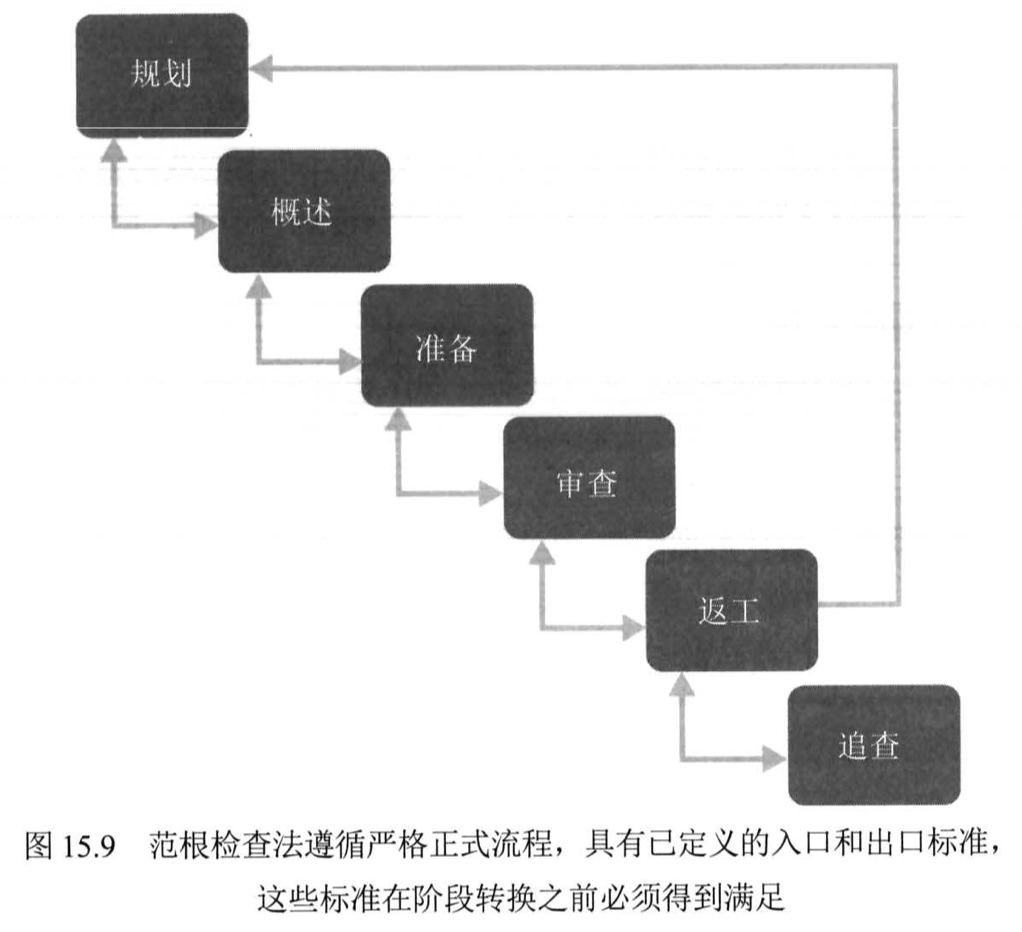 规划
概述
准备
审查
返工
追查
图 15.9 范根检查法遵循严格正式流程，具有已定义的入口和出口标准，
这些标准在阶段转换之前必须得到满足